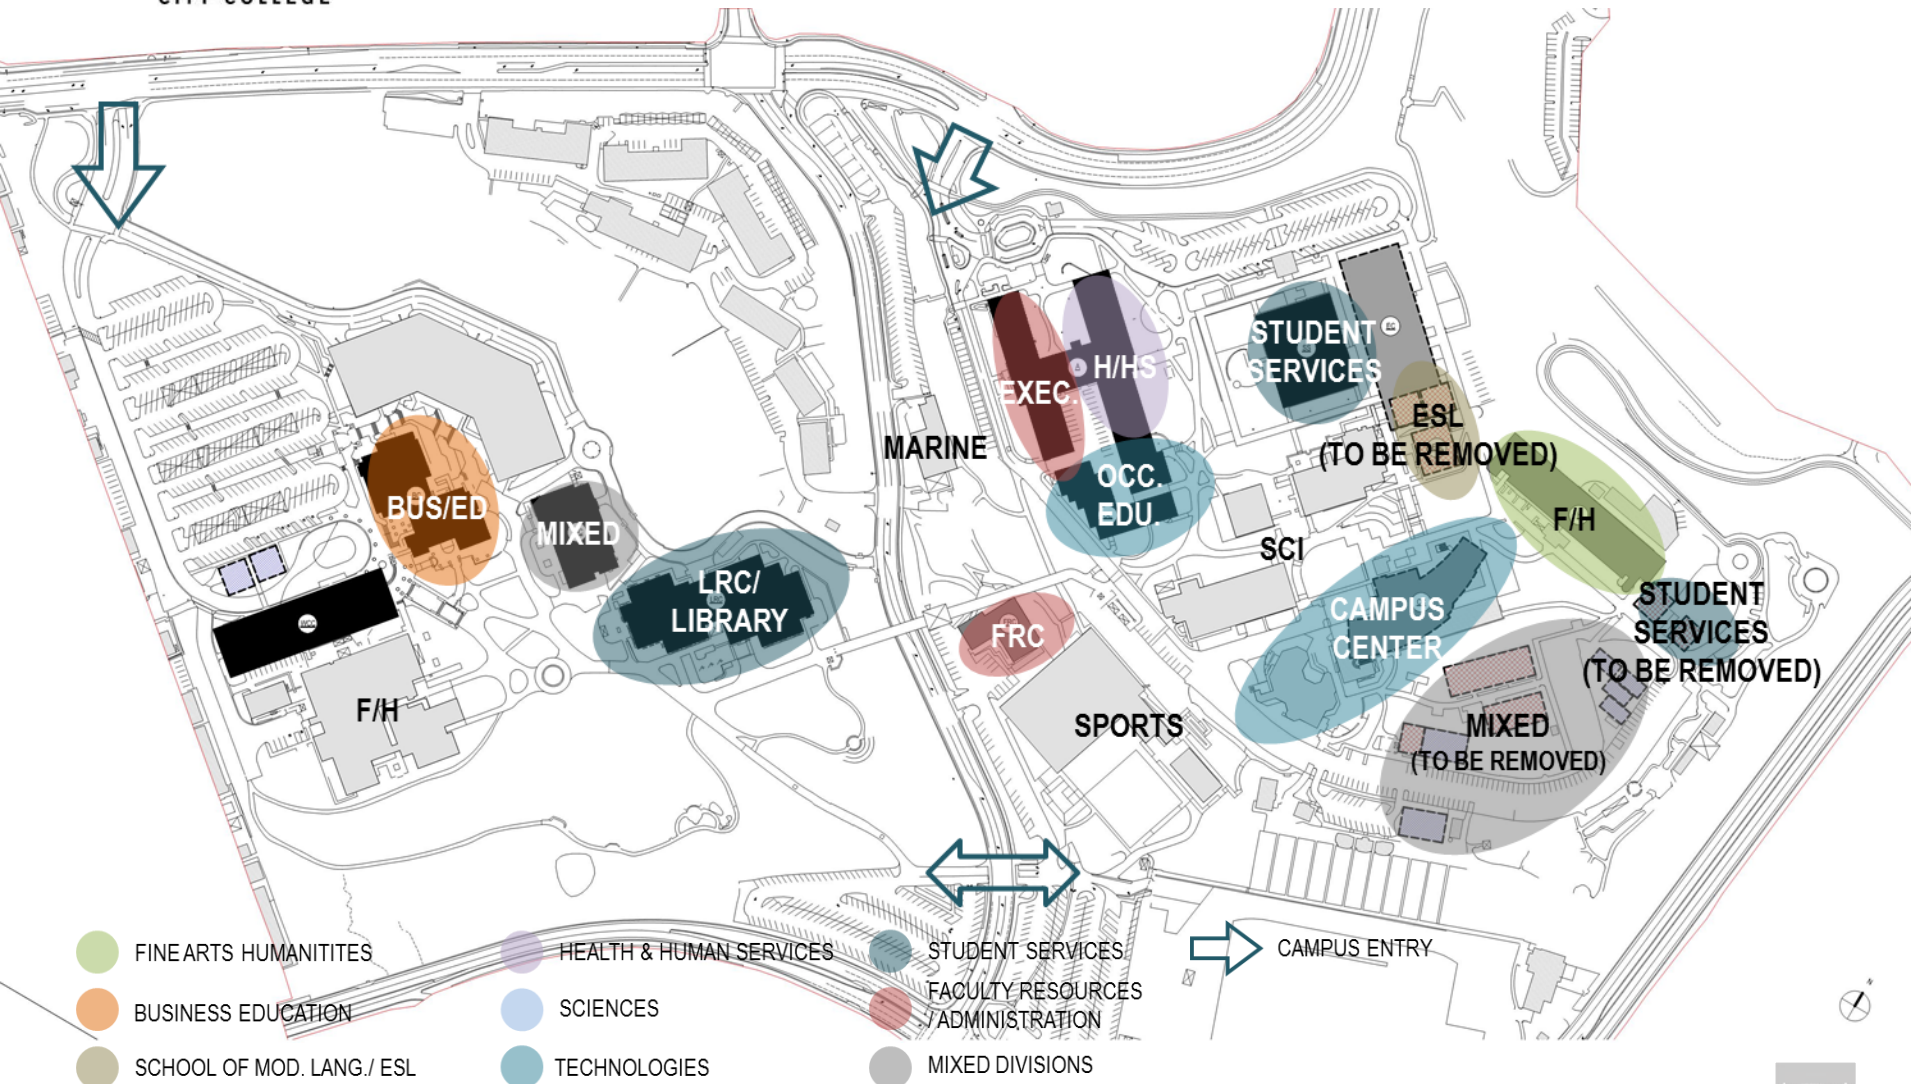 CITY COLLEGE
STUDENT
SERVICES
H/HS
EXEC.
MARINE
ESL
(TO BE REMOVED)
OCC.
EDU.
BUS/ED
MIXED
F/H
SCI
LRC/
LIBRARY
FRC
CAMPUS
CENTER
STUDENT
SERVICES
(TO BE REMOVED)
F/H
SPORTS
MIXED
(TO BE REMOVED)
FINE ARTS HUMANITITES
BUSINESS EDUCATION
SCHOOL OF MOD. LANG./ ESL
HEALTH & HUMAN SERVICES
SCIENCES
TECHNOLOGIES
STUDENT SERVICES
FACULTY RESOURCES
/ ADMINISTRATION
MIXED DIVISIONS
CAMPUS ENTRY
N